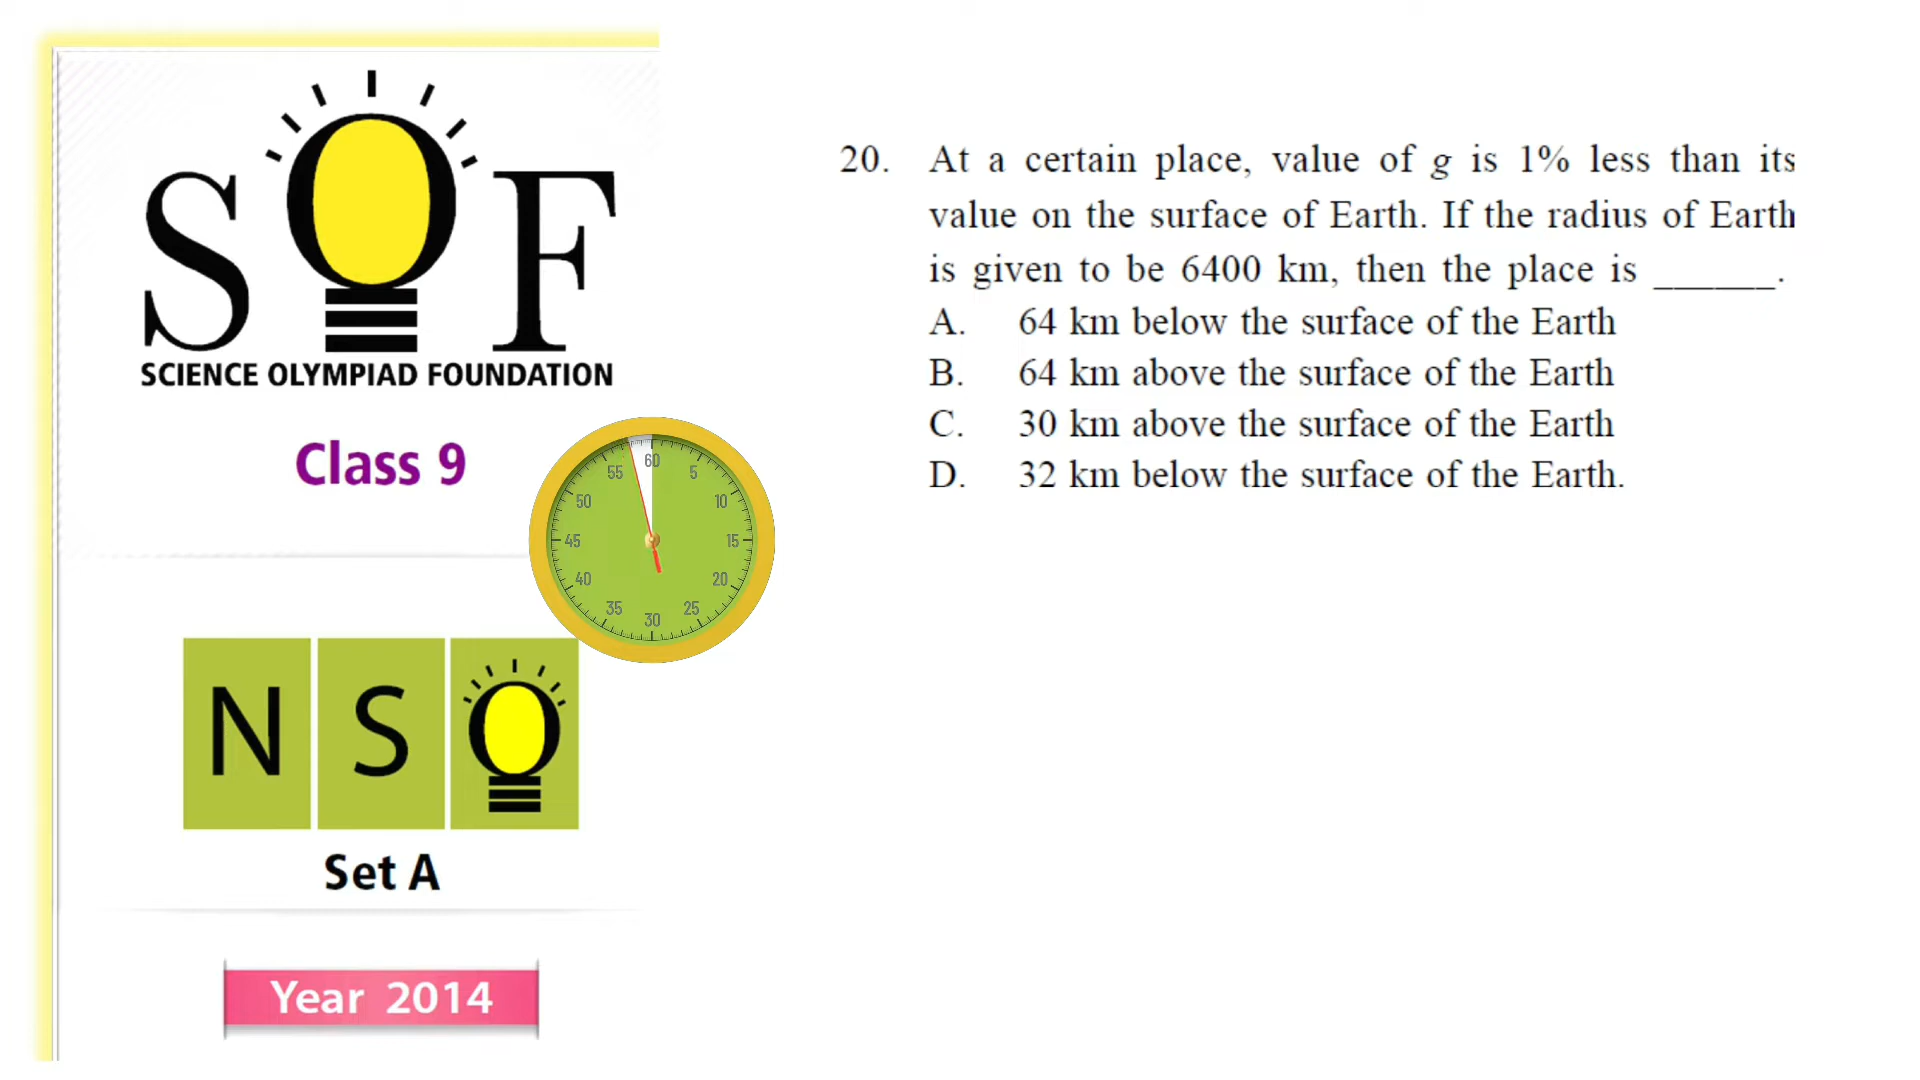 SOF
SCIENCE OLYMPIAD FOUNDATION
Class 9
60
5
10
15
20
25
30
35
40
45
50
55
NSO
Set A
Year 2014
20. At a certain place, value of g is 1% less than its
value on the surface of Earth. If the radius of Earth
is given to be 6400 km, then the place is ______.
A. 64 km below the surface of the Earth
B. 64 km above the surface of the Earth
C. 30 km above the surface of the Earth
D. 32 km below the surface of the Earth.